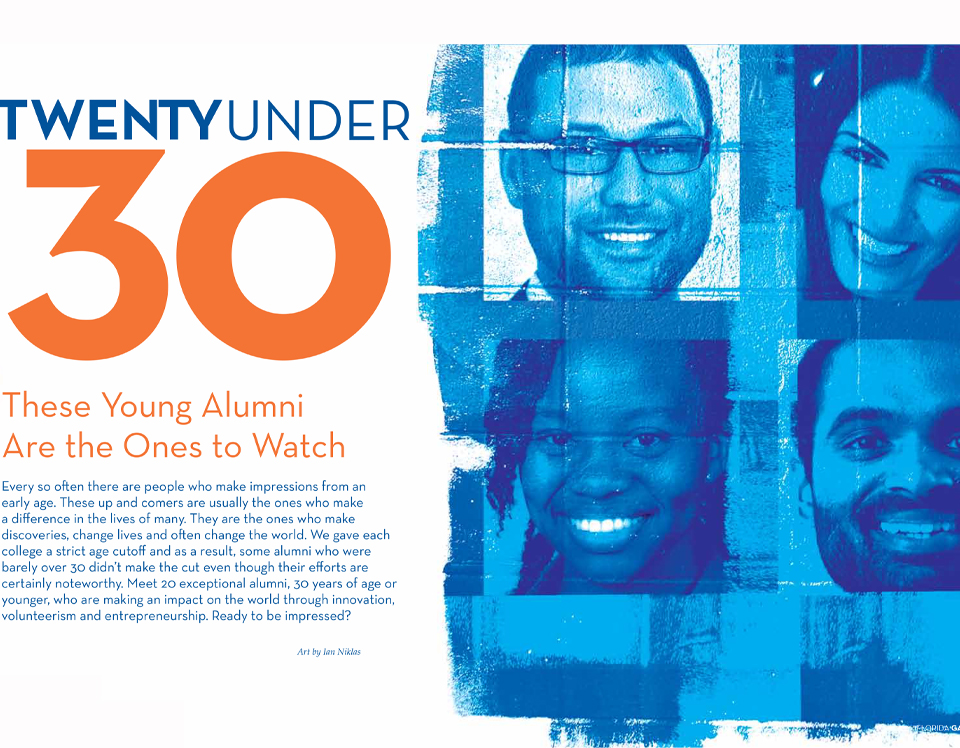 TWENTYUNDER
30
These Young Alumni
Are the Ones to Watch
Every so often there are people who make impressions from an
early age. These up and comers are usually the ones who make
a difference in the lives of many. They are the ones who make
discoveries, change lives and often change the world. We gave each
college a strict age cutoff and as a result, some alumni who were
barely over 30 didn't make the cut even though their efforts are
certainly noteworthy. Meet 20 exceptional alumni, 30 years of age or
younger, who are making an impact on the world through innovation,
volunteerism and entrepreneurship. Ready to be impressed?
Art by Ian Niklas
FLORIDA